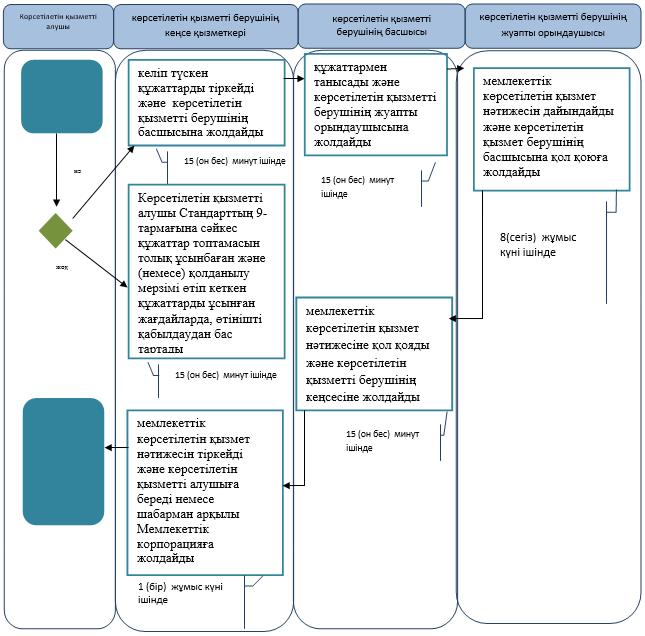 Көрсетілетін қызметті
алушы
көрсетілетін қызметті берушінің
кеңсе қызметкері
көрсетілетін қызметті
берушінің басшысы
көрсетілетін қызметті берушінің
жуапты орындаушысы
келіп түскен
құжаттарды тіркейді
және көрсетілетін
қызметті берушінің
басшысына жолдайды
15 (он бес) минут ішінде
құжаттармен
танысады және
көрсетілетін қызметті
берушінің жуапты
орындаушысына
жолдайды
15 (он бес) минут
ішінде
мемлекеттік
көрсетілетін қызмет
нәтижесін дайындайды
және көрсетілетін
қызмет берушінің
басшысына қол қоюға
жолдайды
8(сегіз) жұмыс
күні ішінде
жоқ
Көрсетілетін қызметті
алушы Стандарттың 9-
тармағына сәйкес
құжаттар топтамасын
толық ұсынбаған және
(немесе) қолданылу
мерзімі өтіп кеткен
құжаттарды ұсынған
жағдайларда, өтінішті
қабылдаудан бас
тартады
15 (он бес) минут ішінде
мемлекеттік
көрсетілетін қызмет
нәтижесіне қол қояды
және көрсетілетін
қызметті берушінің
кеңсесіне жолдайды
15 (он бес) минут
ішінде
мемлекеттік
көрсетілетін қызмет
нәтижесін тіркейді
және көрсетілетін
қызметті алушыға
береді немесе
шабарман арқылы
Мемлекеттік
корпорацияға
жолдайды
1 (бір) жұмыс күні
ішінде